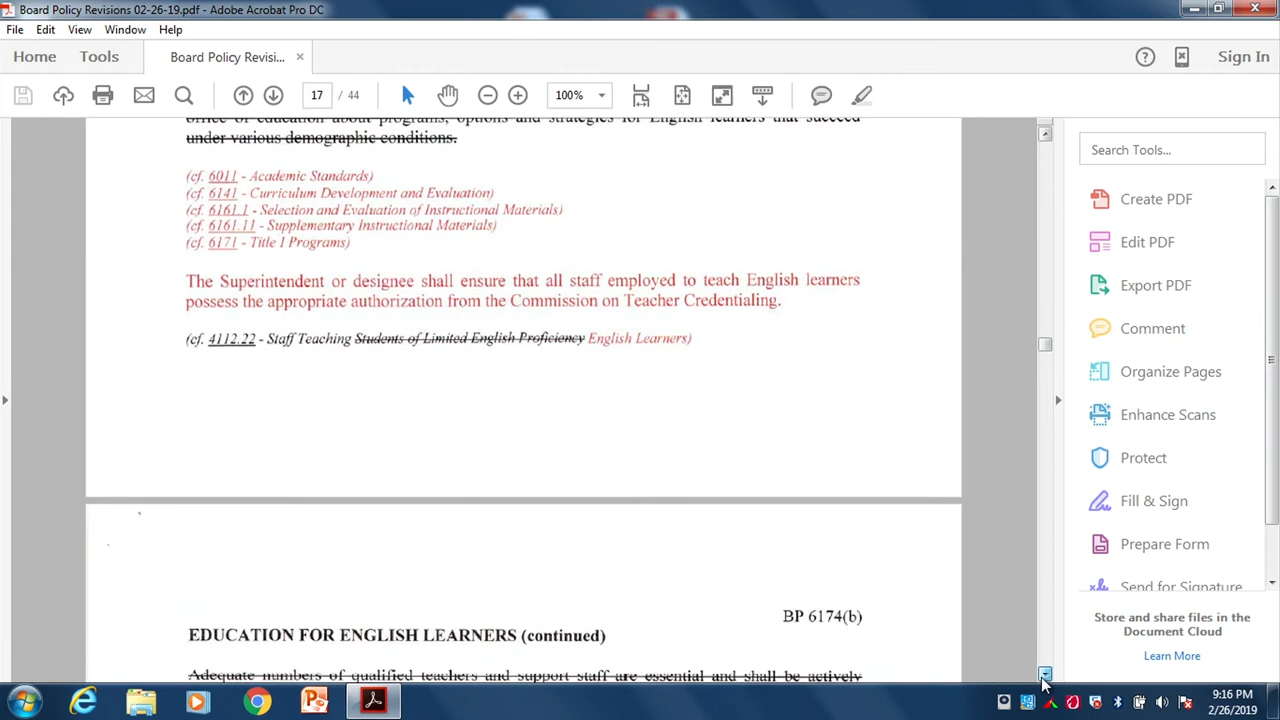 Board Policy Revisions 02-26-19.pdf - Adobe Acrobat Pro DC
File Edit View Window Help
Home Tools Board Policy Revisi... × Sign In
17 / 44 100%
office of education about programs, options and strategies for English learners that succeed
under various demographic conditions.
(cf. 6011 - Academic Standards)
(cf. 6141 - Curriculum Development and Evaluation)
(cf. 6161.1 - Selection and Evaluation of Instructional Materials)
(cf. 6161.11 - Supplementary Instructional Materials)
(cf. 6171 - Title I Programs)
The Superintendent or designee shall ensure that all staff employed to teach English learners
possess the appropriate authorization from the Commission on Teacher Credentialing.
(cf. 4112.22 - Staff Teaching Students of Limited English Proficiency English Learners)
BP 6174(b)
EDUCATION FOR ENGLISH LEARNERS (continued)
Adequate numbers of qualified teachers and support staff are essential and shall be actively
Search Tools...
Create PDF
Edit PDF
Export PDF
Comment
Organize Pages
Enhance Scans
Protect
Fill & Sign
Prepare Form
Send for Signature
Store and share files in the
Document Cloud
Learn More
9:16 PM
2/26/2019